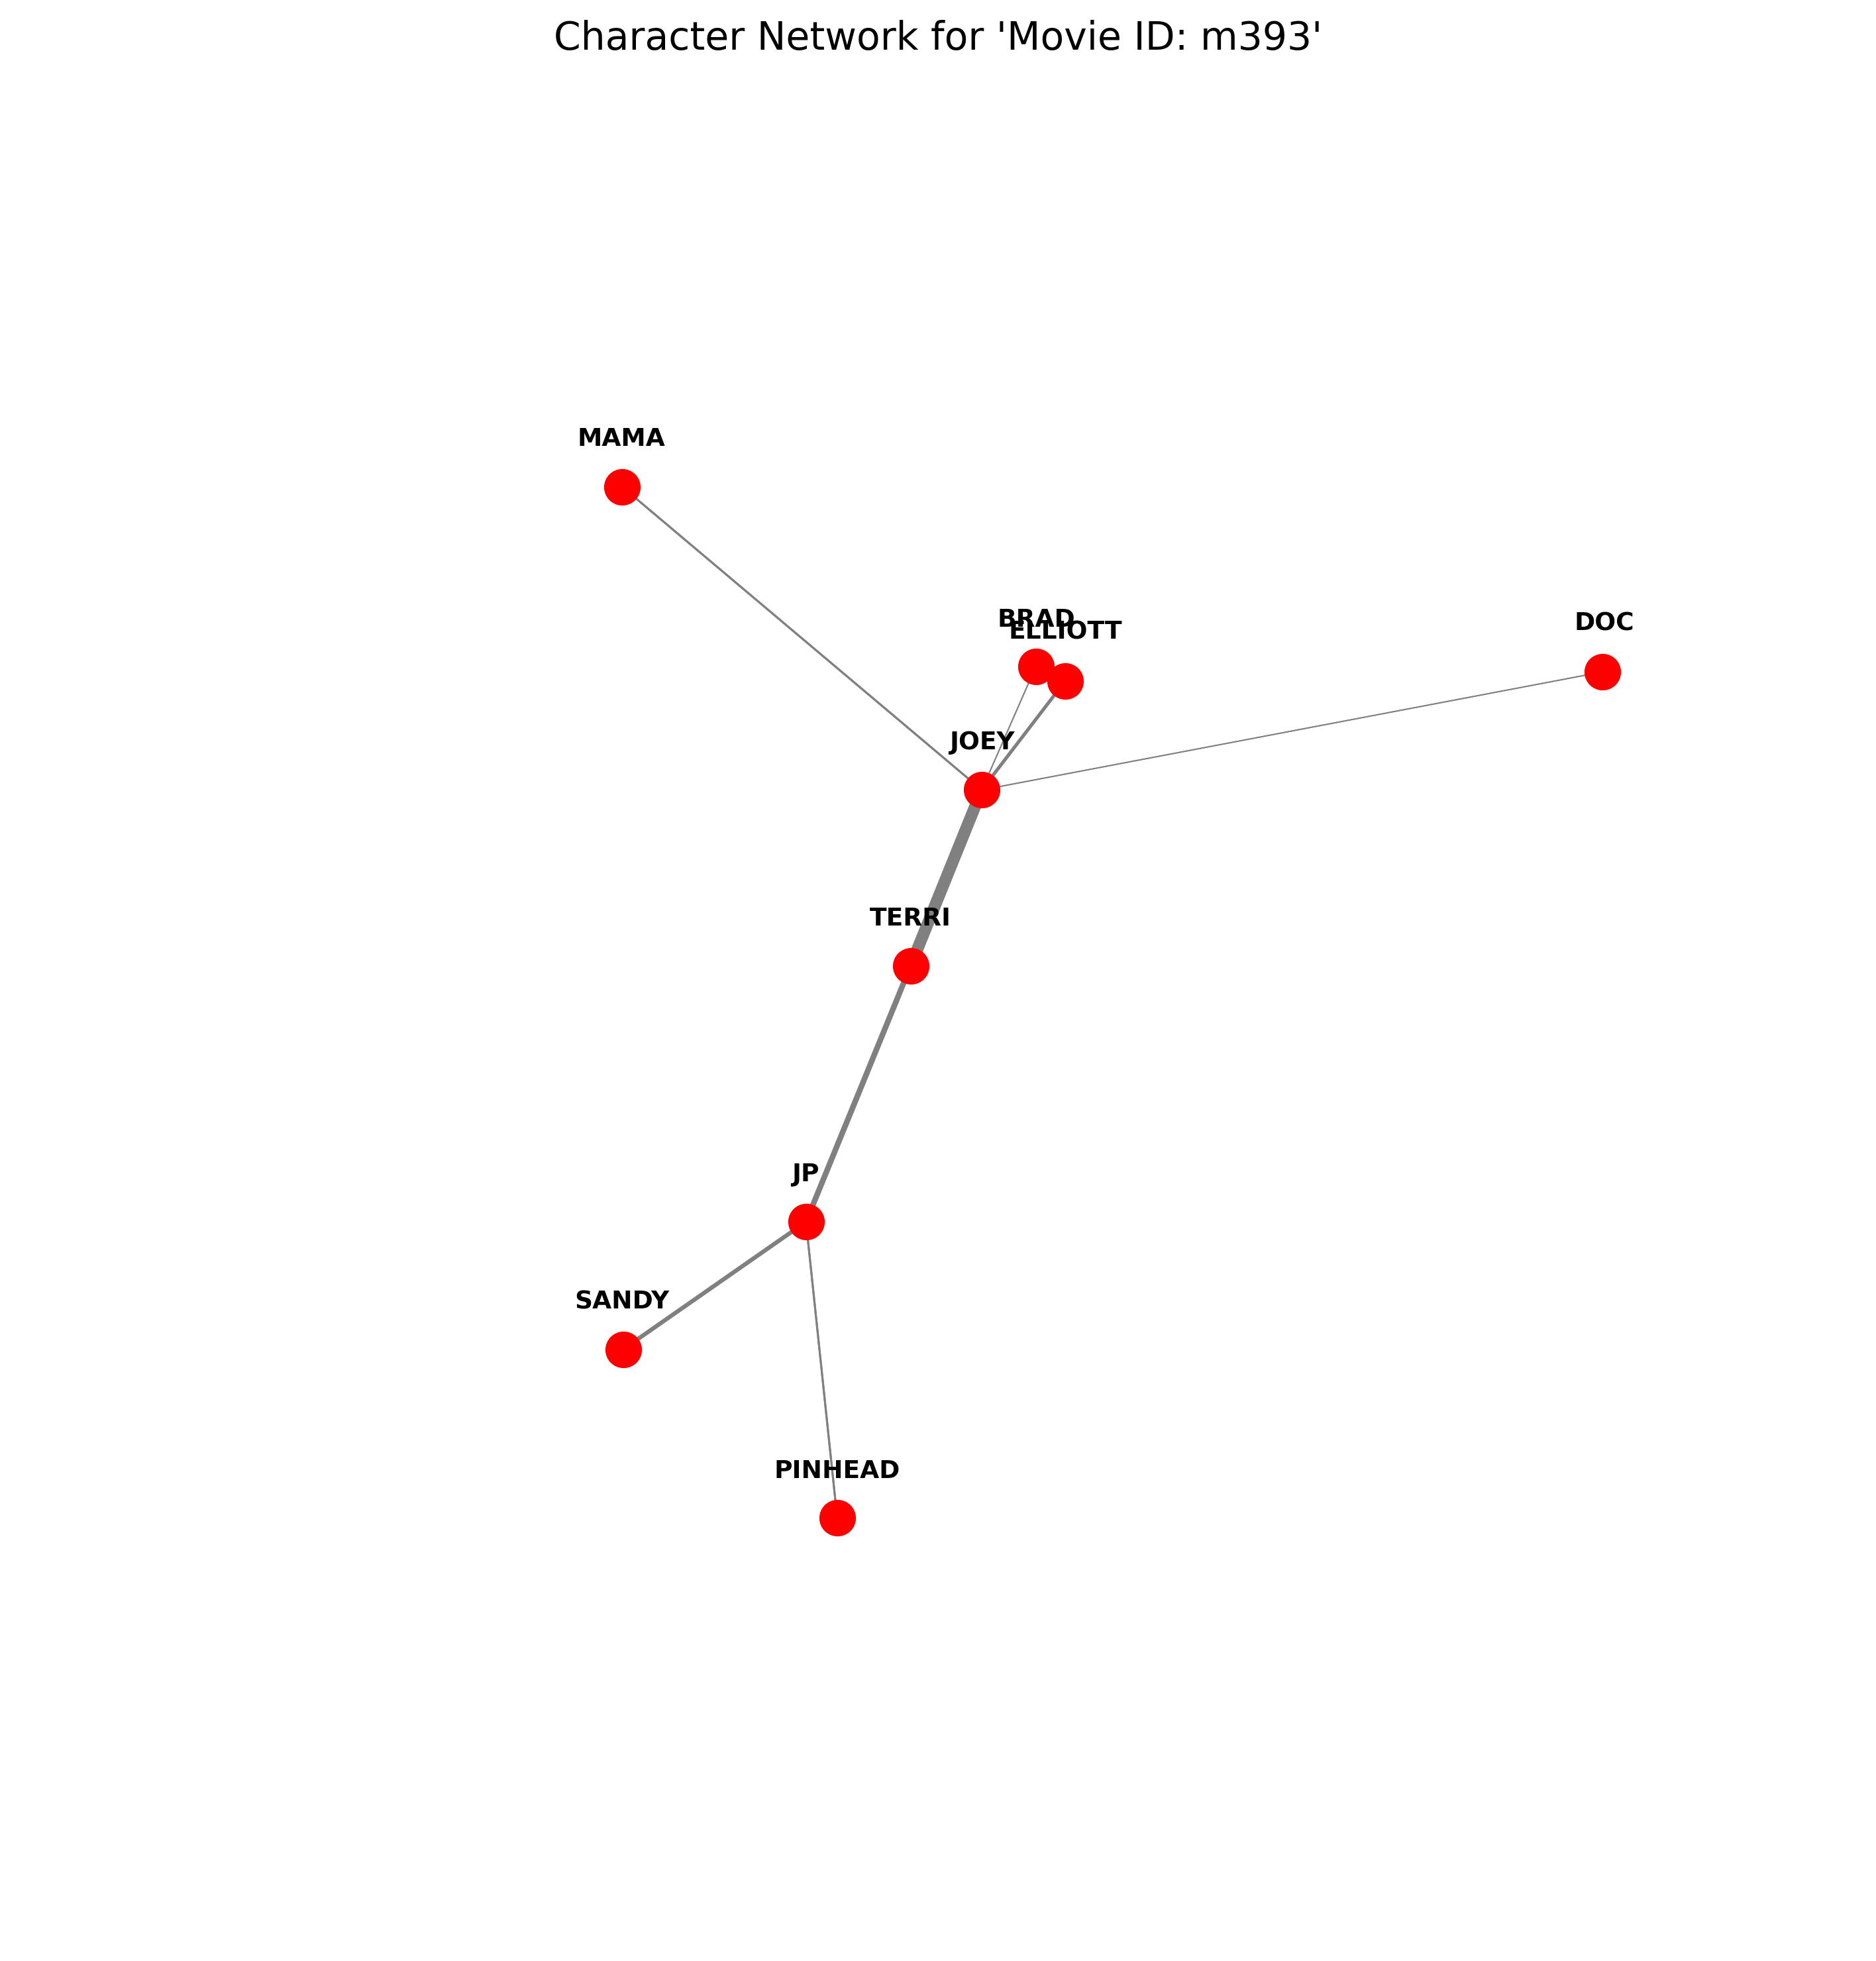 Character Network for 'Movie ID: m393'
MAMA
BRAD
ELLIOTT
DOC
JOEY
TERRI
JP
SANDY
PINHEAD